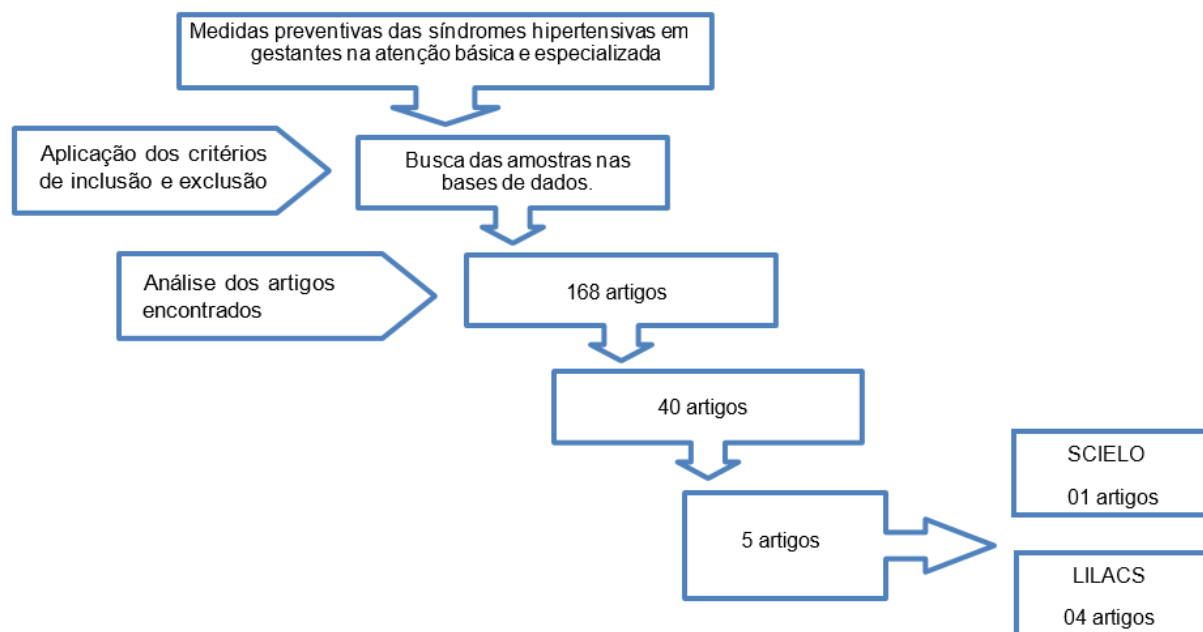 Medidas preventivas das síndromes hipertensivas em
gestantes na atenção básica e especializada
Aplicação dos critérios
de inclusão e exclusão
Busca das amostras nas
bases de dados.
Análise dos artigos
encontrados
168 artigos
40 artigos
5 artigos
SCIELO
01 artigos
LILACS
04 artigos